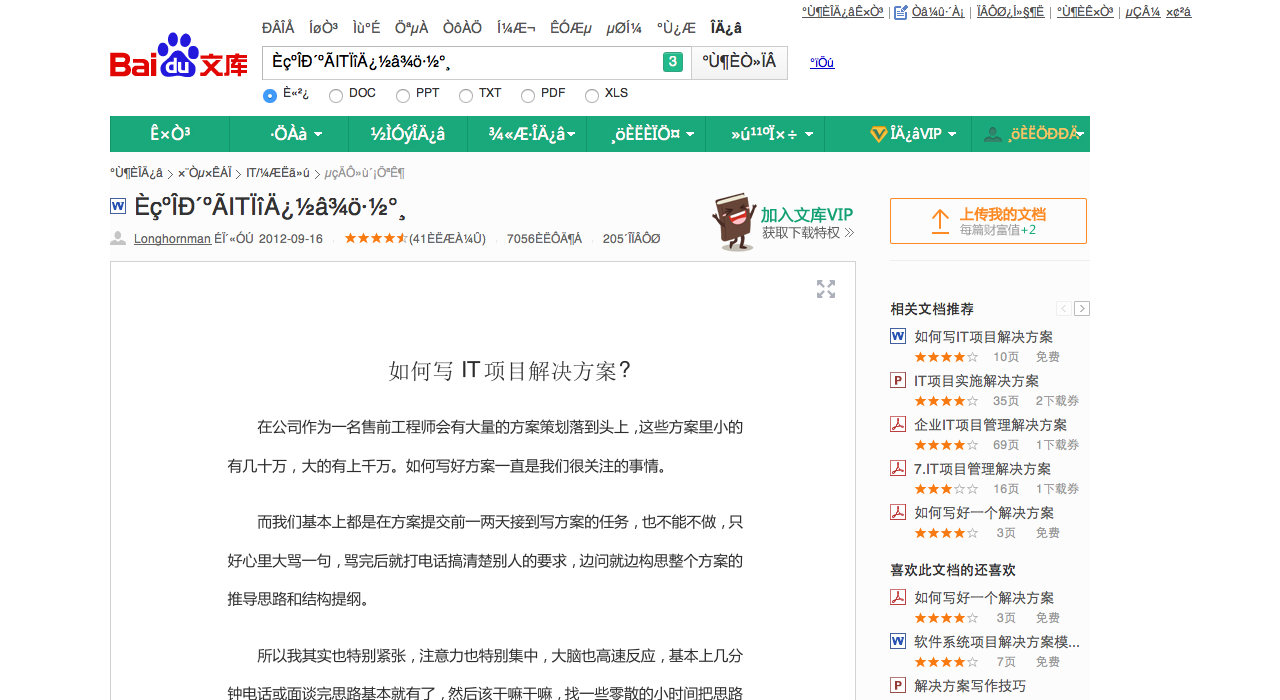 °Ù¶ÈÎÄ¿âÊ×Ò³ | Òâ¼û·´À¡ | ÏÂÔØ¿Í»§¶Ë | °Ù¶ÈÊ×Ò³ | µÇÂ¼ ×¢²á
ÐÂÎÅ ÍøÒ³ Ìù°É ÖªµÀ ÒôÀÖ Í¼Æ¬ ÊÓÆµ µØÍ¼ °Ù¿Æ ÎÄ¿â
Baidu文库
ÈçºÎÐ´ºÃITÏîÄ¿½â¾ö·½°¸ 3 °Ù¶ÈÒ»ÏÂ °ïÖú
È«²¿ DOC PPT TXT PDF XLS
Ê×Ò³ ·ÖÀà ½ÌÓýÎÄ¿â ¾«Æ·ÎÄ¿â ¸öÈËÈÏÖ¤ »ú¹¹ºÏ×÷ ÎÄ¿âVIP ¸öÈËÖÐÐÄ
°Ù¶ÈÎÄ¿â > ×¨Òµ×ÊÁÏ > IT/¼ÆËã»ú > µçÄÔ»ù´¡ÖªÊ¶
ÈçºÎÐ´ºÃITÏîÄ¿½â¾ö·½°¸
Longhornman ÉÏ´«ÓÚ 2012-09-16 (41ÈËÆÀ¼Û) 7056ÈËÔÄ¶Á 205´ÎÏÂÔØ
加入文库VIP
获取下载特权 >>
上传我的文档
每篇财富值+2
如何写 IT 项目解决方案?
在公司作为一名售前工程师会有大量的方案策划落到头上,这些方案里小的
有几十万,大的有上千万。如何写好方案一直是我们很关注的事情。
而我们基本上都是在方案提交前一两天接到写方案的任务,也不能不做,只
好心里大骂一句,骂完后就打电话搞清楚别人的要求,边问就边构思整个方案的
推导思路和结构提纲。
所以我其实也特别紧张,注意力也特别集中,大脑也高速反应,基本上几分
钟电话或面谈完思路基本就有了,然后该干嘛干嘛,找一些零散的小时间把思路
相关文档推荐
如何写IT项目解决方案
10页 免费
IT项目实施解决方案
35页 2下载券
企业IT项目管理解决方案
69页 1下载券
7.IT项目管理解决方案
16页 1下载券
如何写好一个解决方案
3页 免费
喜欢此文档的还喜欢
如何写好一个解决方案
3页 免费
软件系统项目解决方案模...
7页 免费
解决方案写作技巧